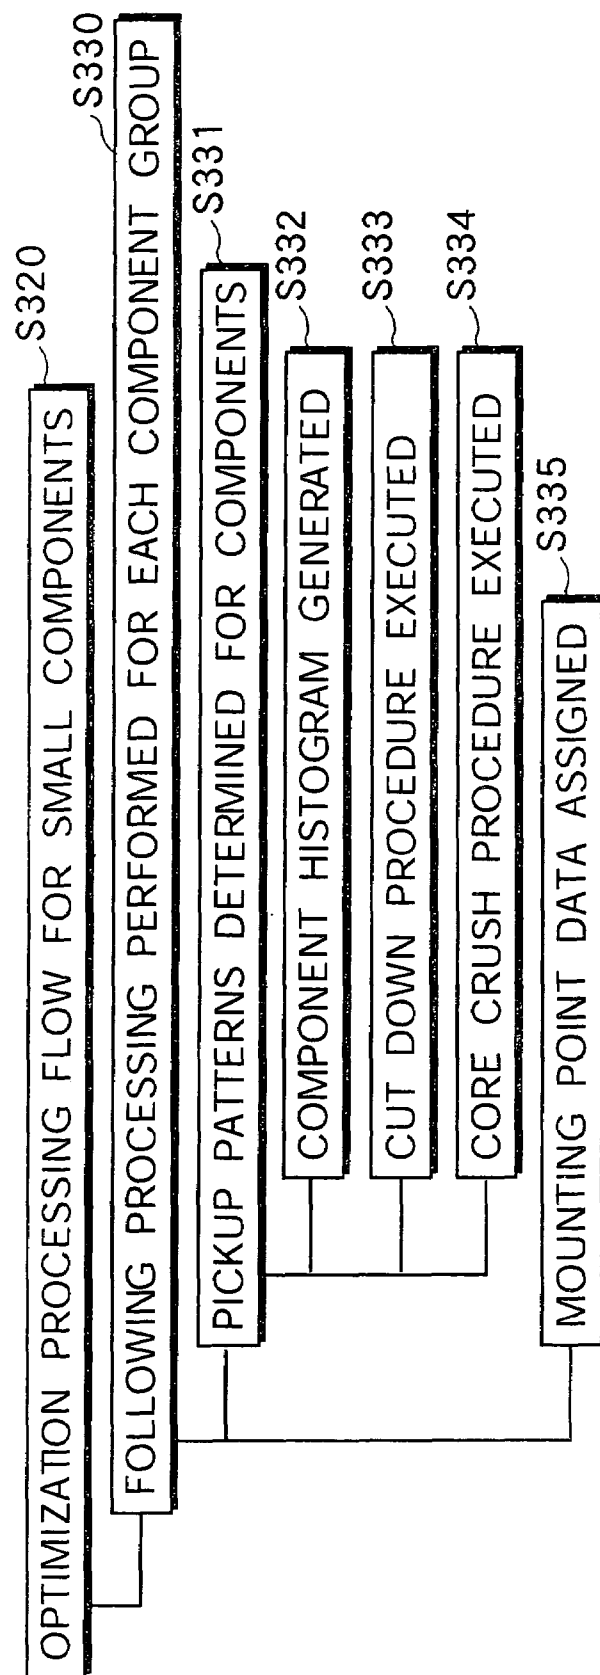 OPTIMIZATION PROCESSING FLOW FOR SMALL COMPONENTS
S320
FOLLOWING PROCESSING PERFORMED FOR EACH COMPONENT GROUP
S330
PICKUP PATTERNS DETERMINED FOR COMPONENTS
S331
COMPONENT HISTOGRAM GENERATED
S332
CUT DOWN PROCEDURE EXECUTED
S333
CORE CRUSH PROCEDURE EXECUTED
S334
MOUNTING POINT DATA ASSIGNED
S335